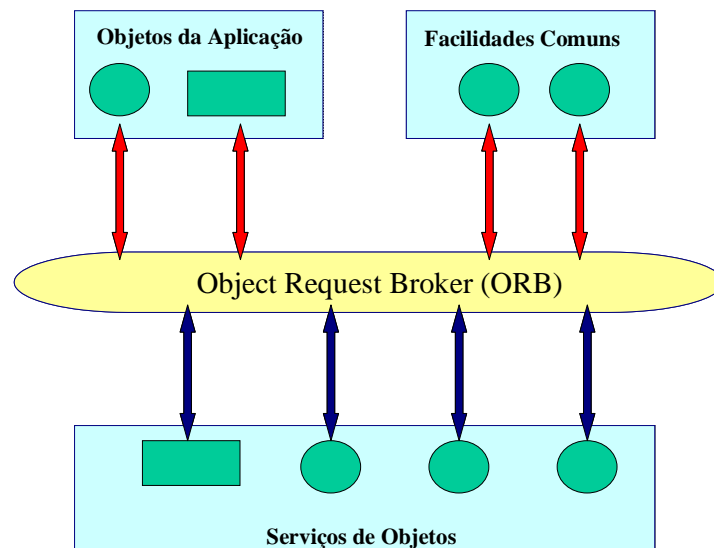 Objetos da Aplicação
Facilidades Comuns
Object Request Broker (ORB)
Serviços de Objetos